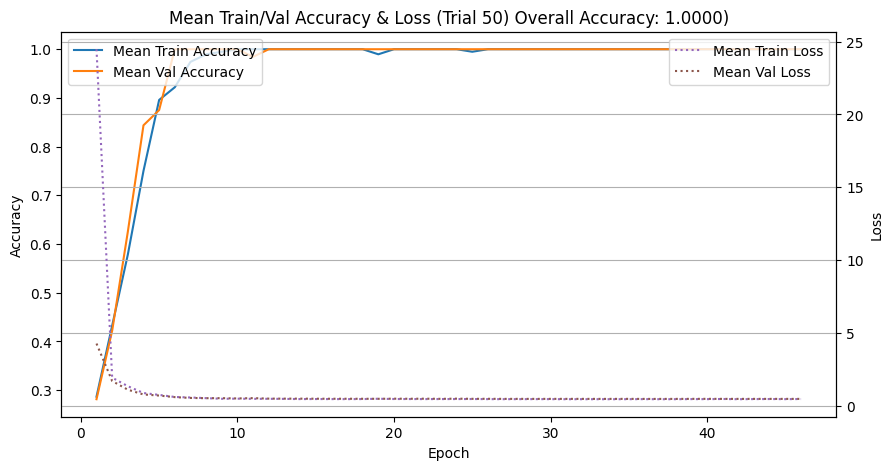 Mean Train/Val Accuracy & Loss (Trial 50) Overall Accuracy: 1.0000)
Mean Train Accuracy
Mean Val Accuracy
Mean Train Loss
Mean Val Loss
Accuracy
1.0
0.9
0.8
0.7
0.6
0.5
0.4
0.3
Loss
25
20
15
10
5
0
0
10
20
30
40
Epoch